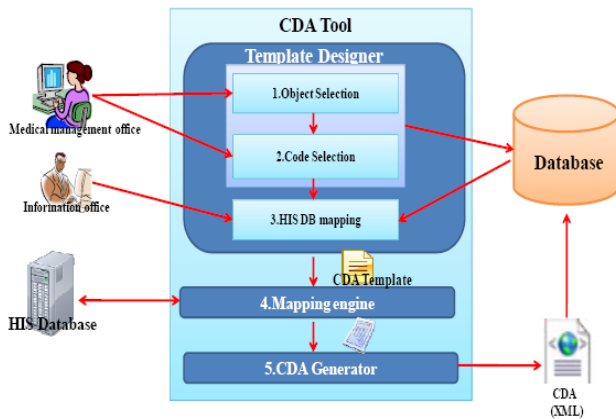 CDA Tool
Template Designer
1.Object Selection
Medical management office
2.Code Selection
Database
Information office
3.HIS DB mapping
CDA Template
4.Mapping engine
HIS Database
5.CDA Generator
CDA
(XML)